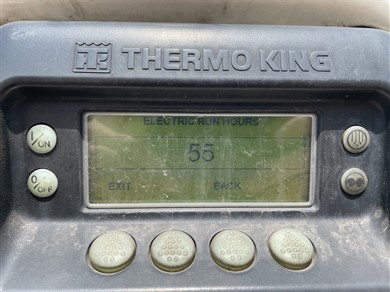 THERMO KING
ELECTRIC RUN HOURS
I/ON
55
O/OFF
EXIT BACK